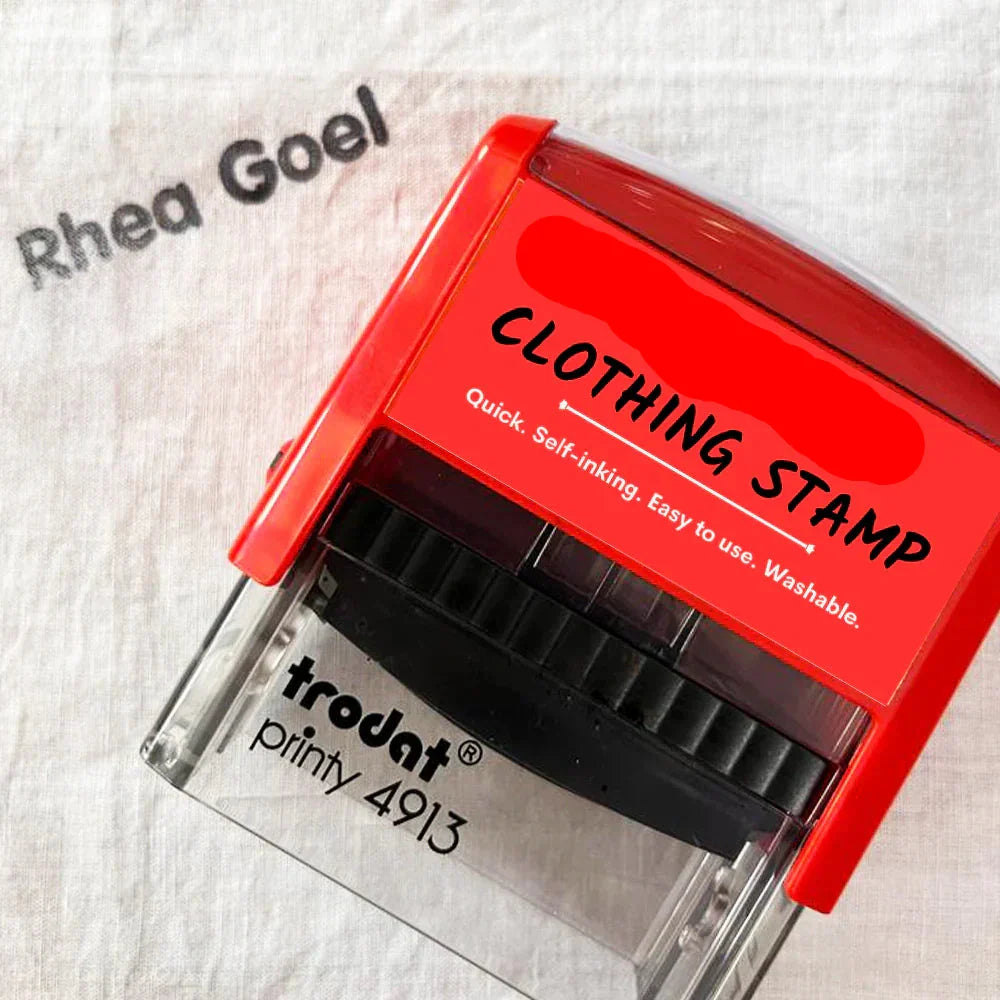 Rhea Goel
CLOTHING STAMP
Quick. Self-inking. Easy to use. Washable.
trodat®
printy 4913